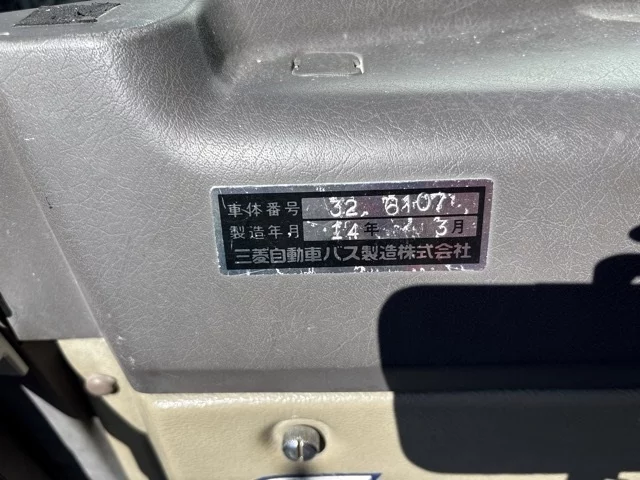 車体番号 32 6107
製造年月 14年 3月
三菱自動車バス製造株式会社